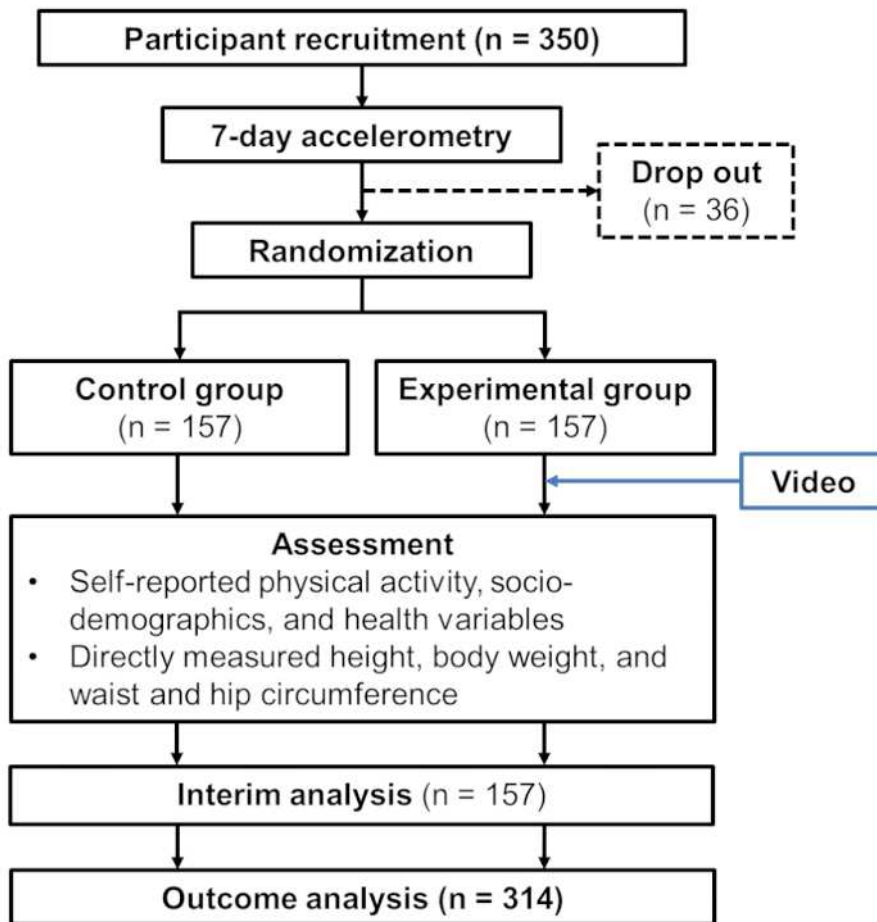 Participant recruitment (n = 350)
7-day accelerometry
Drop out
(n = 36)
Randomization
Control group
(n = 157)
Experimental group
(n = 157)
Video
Assessment
• Self-reported physical activity, socio-
demographics, and health variables
• Directly measured height, body weight, and
waist and hip circumference
Interim analysis (n = 157)
Outcome analysis (n = 314)